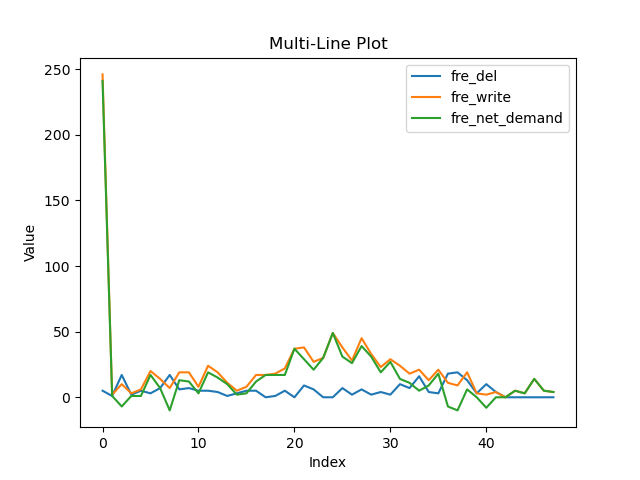 Multi-Line Plot
fre_del
fre_write
fre_net_demand
Value
250
200
150
100
50
0
0 10 20 30 40
Index